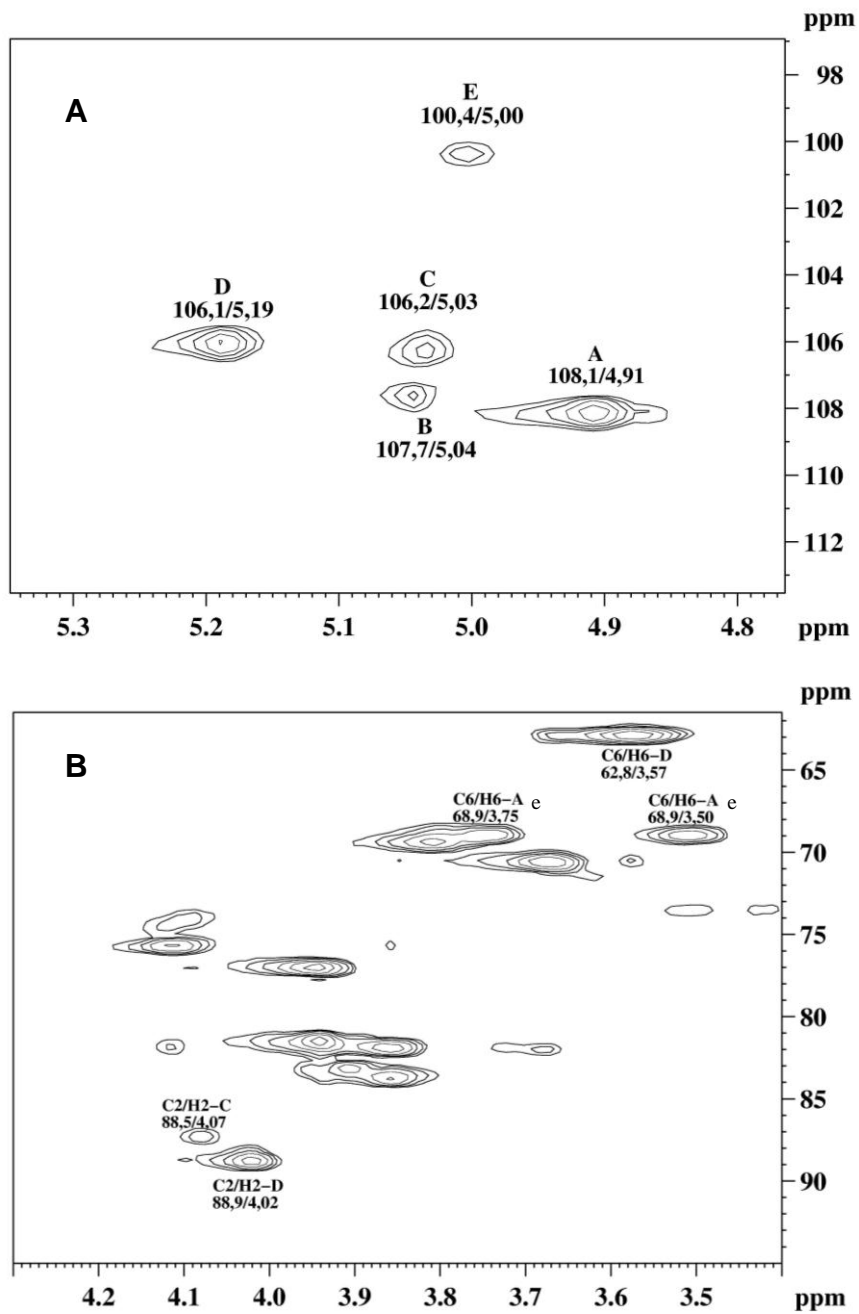 ppm
A
E
100,4/5,00
98
100
102
104
106
108
110
112
D
106,1/5,19
C
106,2/5,03
A
108,1/4,91
B
107,7/5,04
5.3 5.2 5.1 5.0 4.9 4.8 ppm
ppm
B
65
70
75
80
85
90
C6/H6–D
62,8/3,57
C6/H6–A e
68,9/3,75
C6/H6–A e
68,9/3,50
C2/H2–C
88,5/4,07
C2/H2–D
88,9/4,02
4.2 4.1 4.0 3.9 3.8 3.7 3.6 3.5 ppm